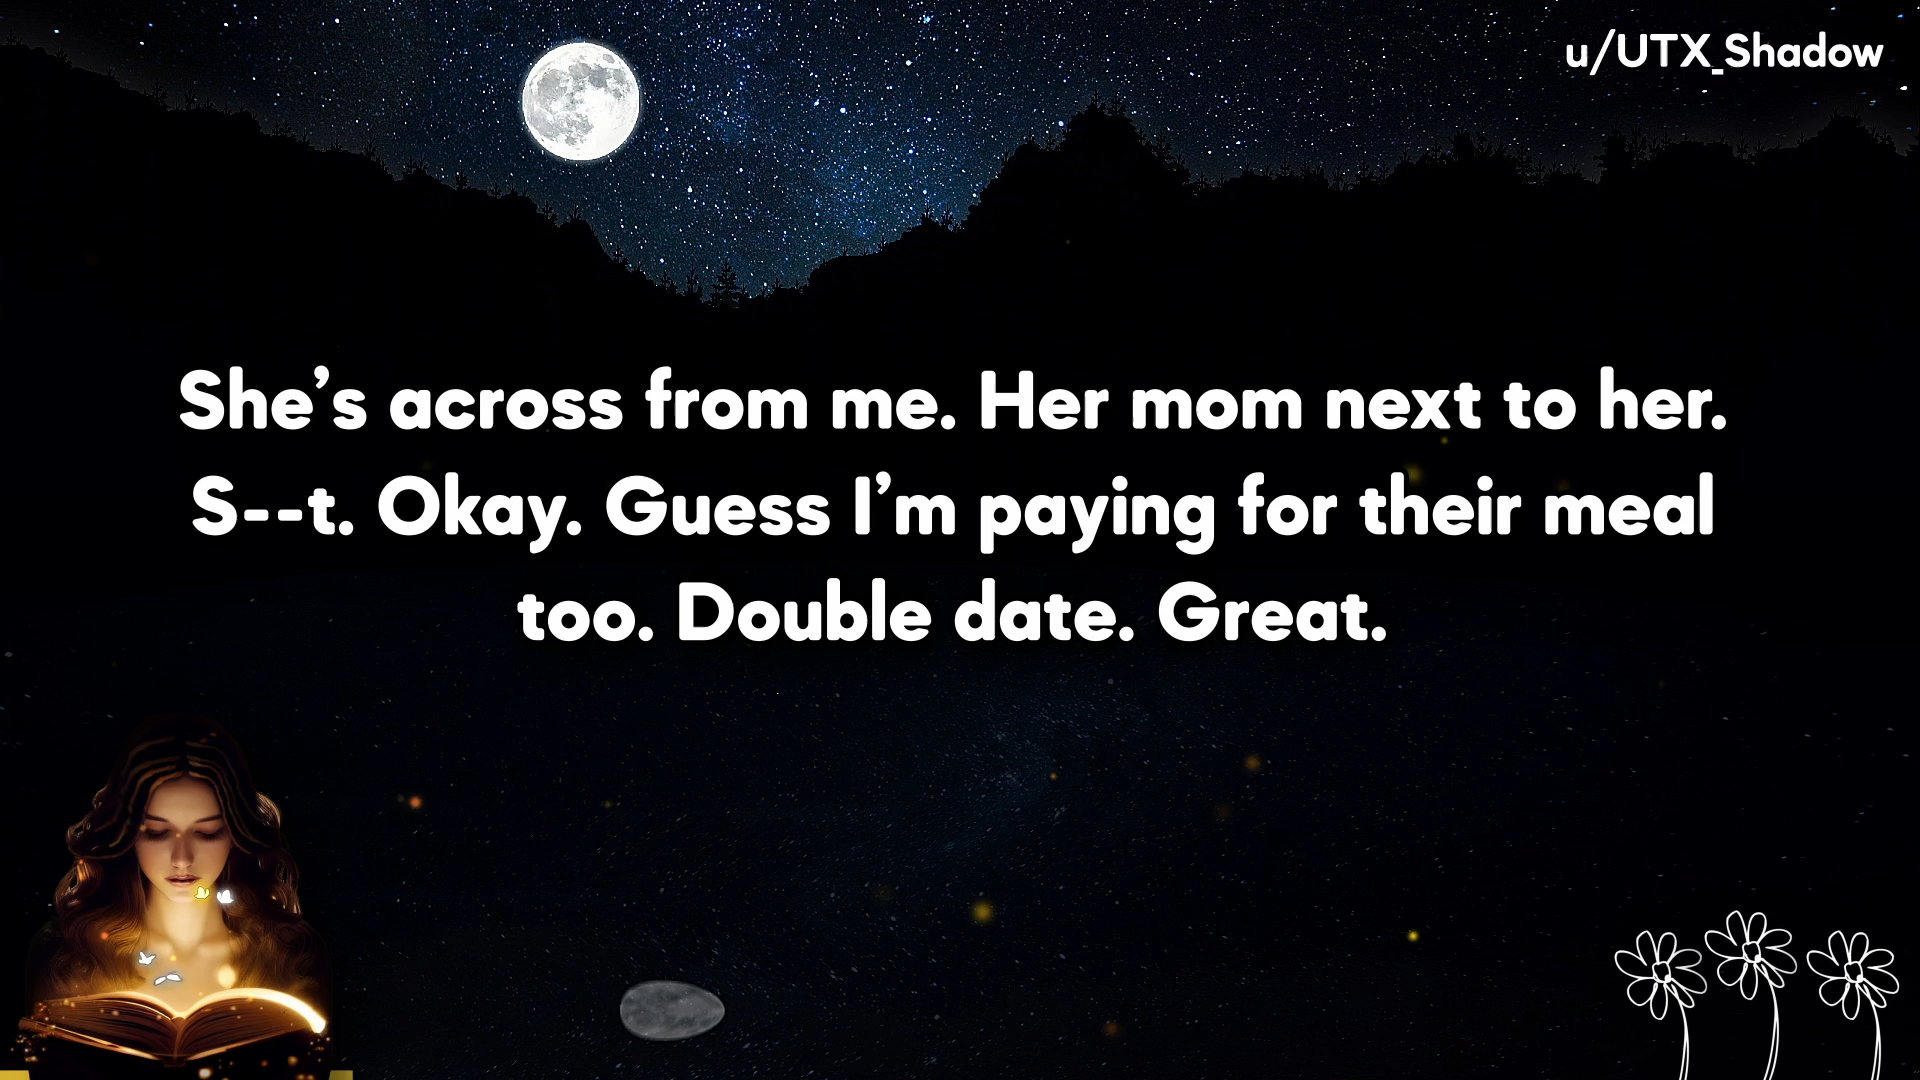 u/UTX_Shadow
She’s across from me. Her mom next to her.
S--t. Okay. Guess I’m paying for their meal
too. Double date. Great.